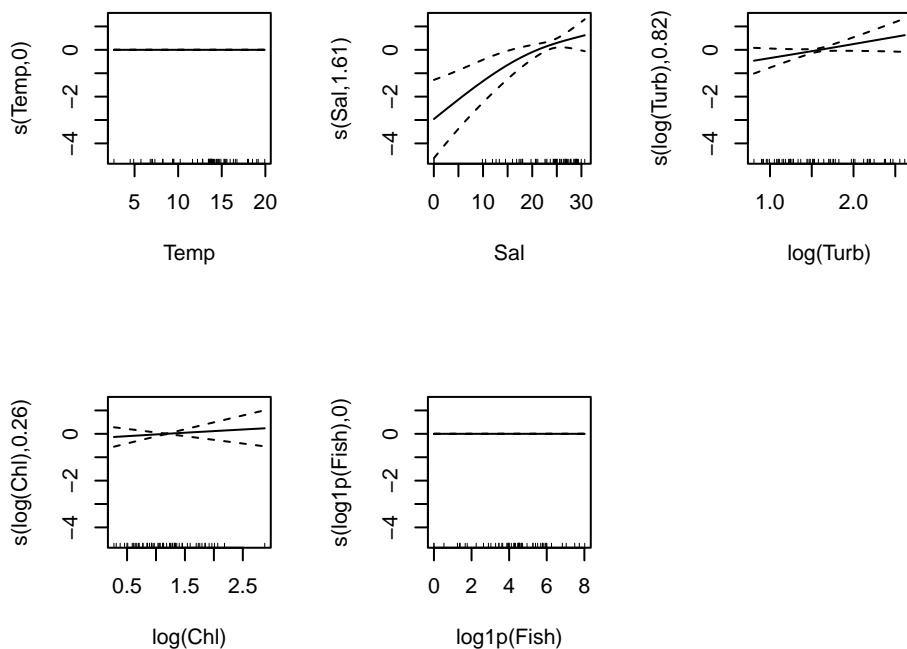 s(Temp,0)
0
−2
−4
5 10 15 20
Temp
s(Sal,1.61)
0
−2
−4
0 10 20 30
Sal
s(log(Turb),0.82)
0
−2
−4
1.0 2.0
log(Turb)
s(log(Chl),0.26)
0
−2
−4
0.5 1.5 2.5
log(Chl)
s(log1p(Fish),0)
0
−2
−4
0 2 4 6 8
log1p(Fish)